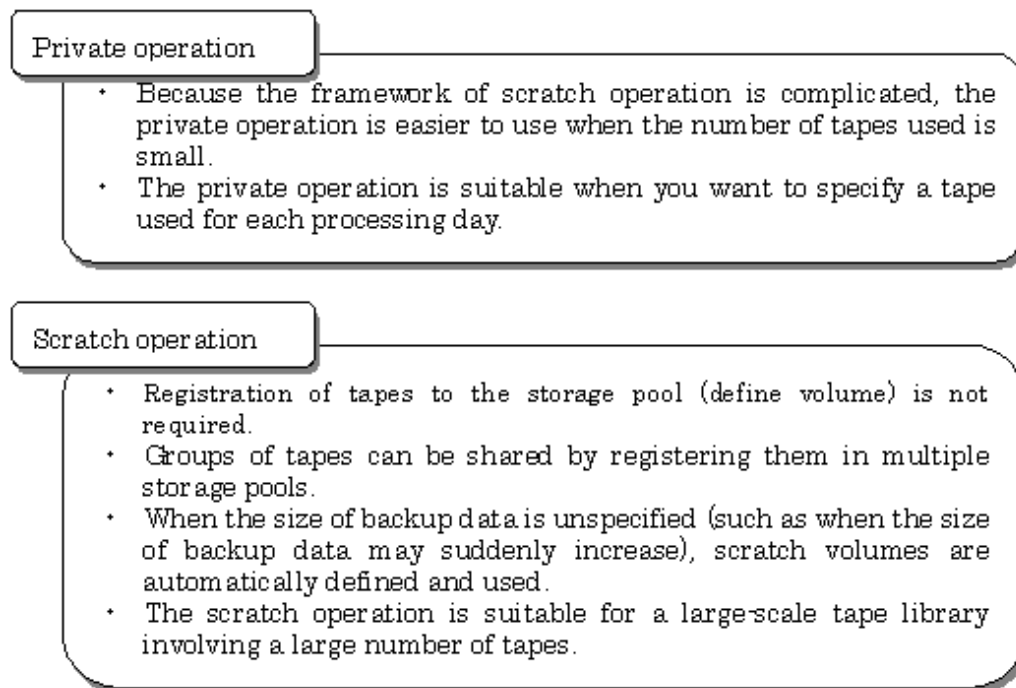 Private operation
・ Because the framework of scratch operation is complicated, the
private operation is easier to use when the number of tapes used is
small.
・ The private operation is suitable when you want to specify a tape
used for each processing day.
Scratch operation
・ Registration of tapes to the storage pool (define volume) is not
required.
・ Groups of tapes can be shared by registering them in multiple
storage pools.
・ When the size of backup data is unspecified (such as when the size
of backup data may suddenly increase), scratch volumes are
automatically defined and used.
・ The scratch operation is suitable for a large-scale tape library
involving a large number of tapes.